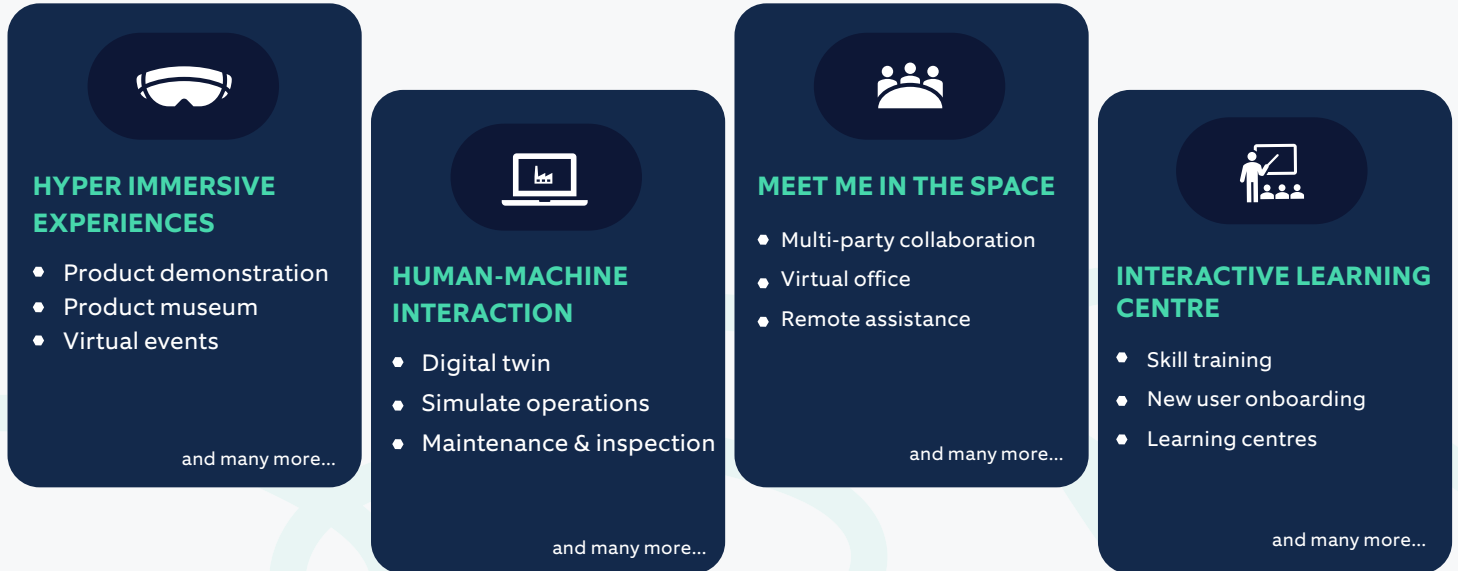 HYPER IMMERSIVE
EXPERIENCES
Product demonstration
Product museum
Virtual events
and many more...
HUMAN-MACHINE
INTERACTION
Digital twin
Simulate operations
Maintenance & inspection
and many more...
MEET ME IN THE SPACE
Multi-party collaboration
Virtual office
Remote assistance
and many more...
INTERACTIVE LEARNING
CENTRE
Skill training
New user onboarding
Learning centres
and many more...